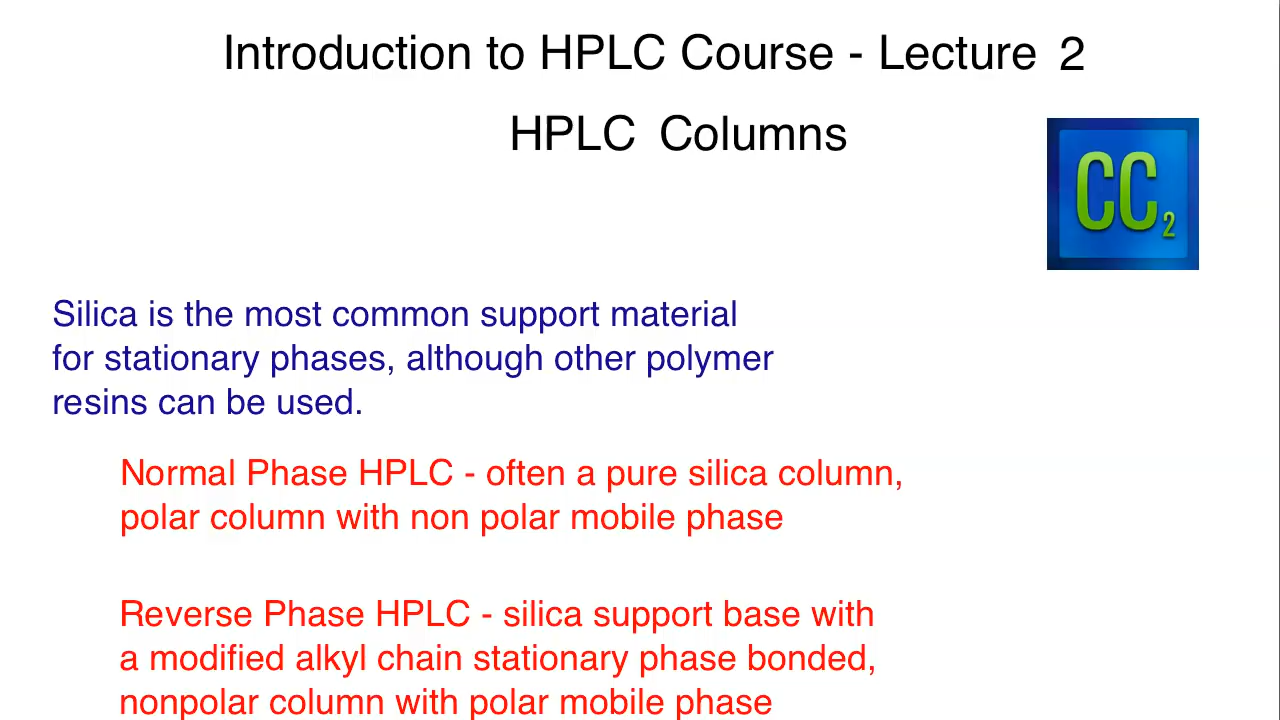 Introduction to HPLC Course - Lecture 2
HPLC Columns
CC2
Silica is the most common support material
for stationary phases, although other polymer
resins can be used.
Normal Phase HPLC - often a pure silica column,
polar column with non polar mobile phase
Reverse Phase HPLC - silica support base with
a modified alkyl chain stationary phase bonded,
nonpolar column with polar mobile phase